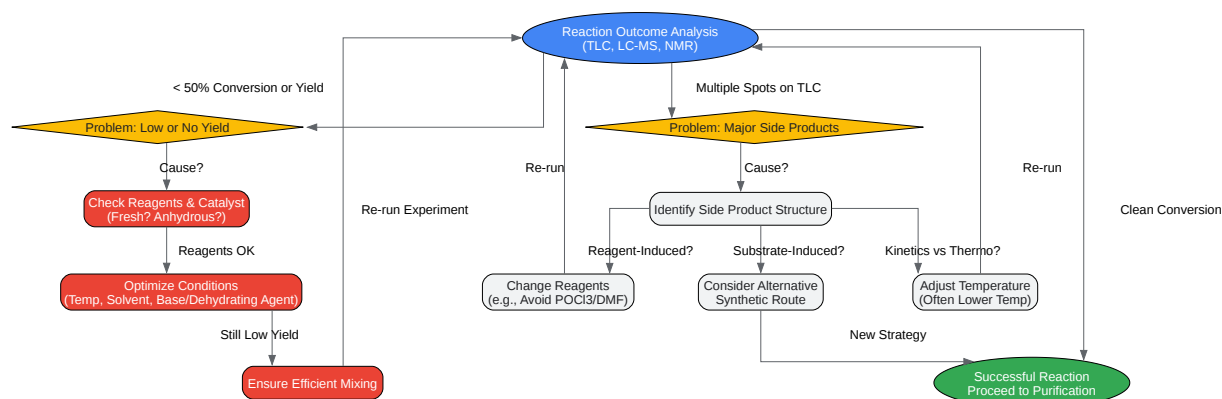 Reaction Outcome Analysis
(TLC, LC-MS, NMR)
< 50% Conversion or Yield
Multiple Spots on TLC
Problem: Low or No Yield
Problem: Major Side Products
Cause?
Re-run
Cause?
Re-run
Check Reagents & Catalyst
(Fresh? Anhydrous?)
Re-run Experiment
Identify Side Product Structure
Clean Conversion
Reagents OK
Reagent-Induced?
Substrate-Induced?
Kinetics vs Thermo?
Optimize Conditions
(Temp, Solvent, Base/Dehydrating Agent)
Change Reagents
(e.g., Avoid POCl3/DMF)
Consider Alternative
Synthetic Route
Adjust Temperature
(Often Lower Temp)
Still Low Yield
New Strategy
Ensure Efficient Mixing
Successful Reaction
Proceed to Purification